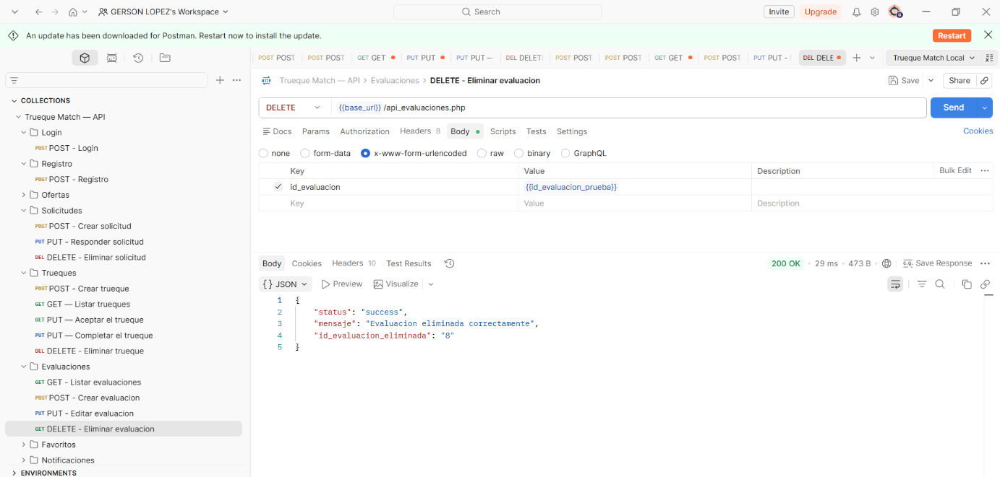 GERSON LOPEZ's Workspace
Search
Invite
Upgrade
6
An update has been downloaded for Postman. Restart now to install the update.
Restart
POST POST
POST POST
GET GET
PUT PUT
PUT PUT —
DEL DELET
POST POST
POST POST
GET GET
POST POST
PUT PUT -
DEL DELE
Trueque Match Local
COLLECTIONS
Trueque Match — API
Login
POST POST - Login
Registro
POST POST - Registro
Ofertas
Solicitudes
POST POST - Crear solicitud
PUT PUT - Responder solicitud
DEL DELETE - Eliminar solicitud
Trueques
POST POST - Crear trueque
GET GET — Listar trueques
GET PUT — Aceptar el trueque
PUT PUT — Completar el trueque
DEL DELETE - Eliminar trueque
Evaluaciones
GET GET - Listar evaluaciones
POST POST - Crear evaluacion
PUT PUT - Editar evaluacion
GET DELETE - Eliminar evaluacion
Favoritos
Notificaciones
ENVIRONMENTS
HTTP Trueque Match — API > Evaluaciones > DELETE - Eliminar evaluacion
Save
Share
DELETE
{{base_url}} /api_evaluaciones.php
Send
Docs Params Authorization Headers 8 Body Scripts Tests Settings
Cookies
none form-data x-www-form-urlencoded raw binary GraphQL
Key Value Description Bulk Edit
id_evaluacion {{id_evaluacion_prueba}}
Key Value Description
Body Cookies Headers 10 Test Results
200 OK • 29 ms • 473 B • e.g. Save Response
{ } JSON Preview Visualize
1 {
2 "status": "success",
3 "mensaje": "Evaluacion eliminada correctamente",
4 "id_evaluacion_eliminada": "8"
5 }